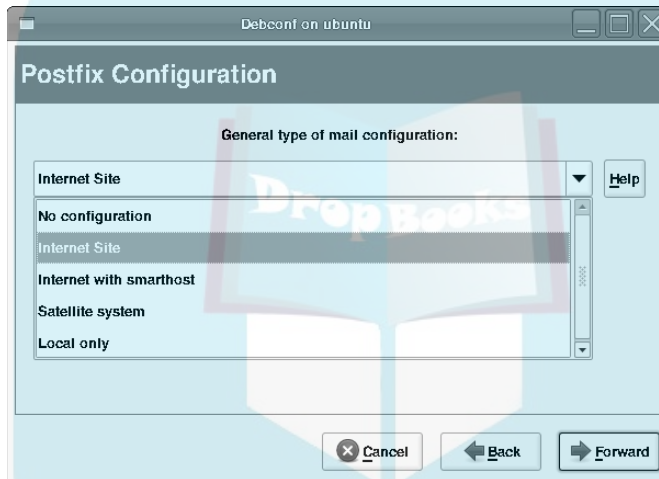 Debconf on ubuntu
Postfix Configuration
General type of mail configuration:
Internet Site
Help
No configuration
Internet Site
Internet with smarthost
Satellite system
Local only
DropBooks
Cancel
Back
Forward